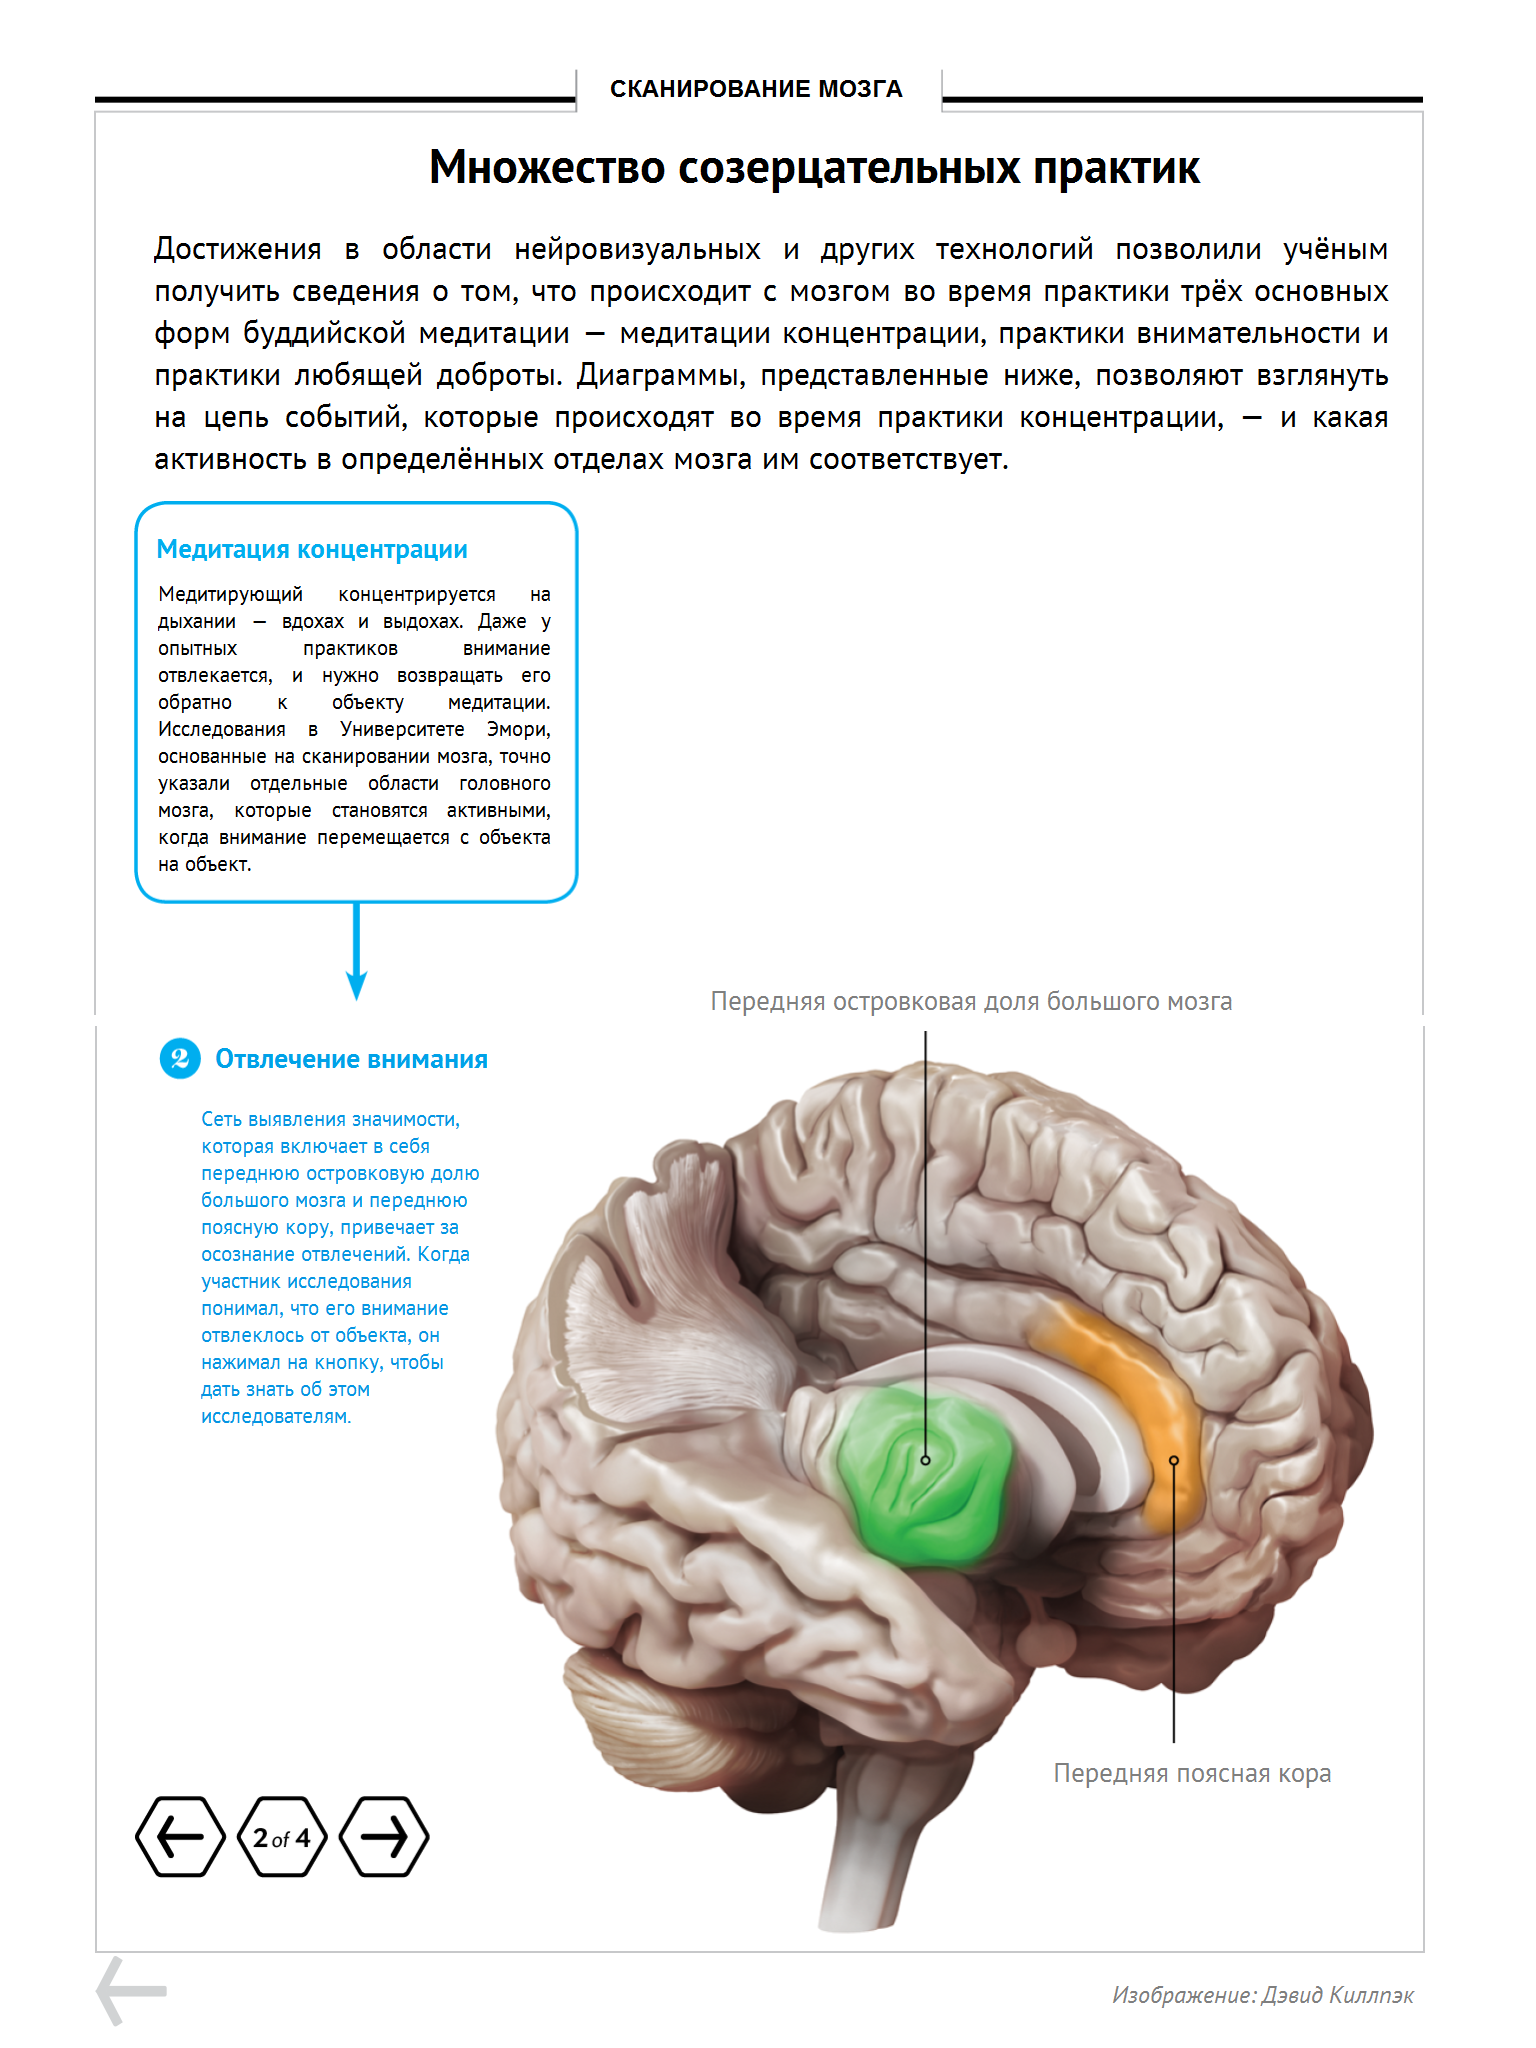 СКАНИРОВАНИЕ МОЗГА
Множество созерцательных практик
Достижения в области нейровизуальных и других технологий позволили учёным
получить сведения о том, что происходит с мозгом во время практики трёх основных
форм буддийской медитации — медитации концентрации, практики внимательности и
практики любящей доброты. Диаграммы, представленные ниже, позволяют взглянуть
на цепь событий, которые происходят во время практики концентрации, — и какая
активность в определённых отделах мозга им соответствует.
Медитация концентрации
Медитирующий концентрируется на
дыхании — вдохах и выдохах. Даже у
опытных практиков внимание
отвлекается, и нужно возвращать его
обратно к объекту медитации.
Исследования в Университете Эмори,
основанные на сканировании мозга, точно
указали отдельные области головного
мозга, которые становятся активными,
когда внимание перемещается с объекта
на объект.
Передняя островковая доля большого мозга
2 Отвлечение внимания
Сеть выявления значимости,
которая включает в себя
переднюю островковую долю
большого мозга и переднюю
поясную кору, привечает за
осознание отвлечений. Когда
участник исследования
понимал, что его внимание
отвлеклось от объекта, он
нажимал на кнопку, чтобы
дать знать об этом
исследователям.
Передняя поясная кора
2 of 4
Изображение: Дэвид Киллпэк